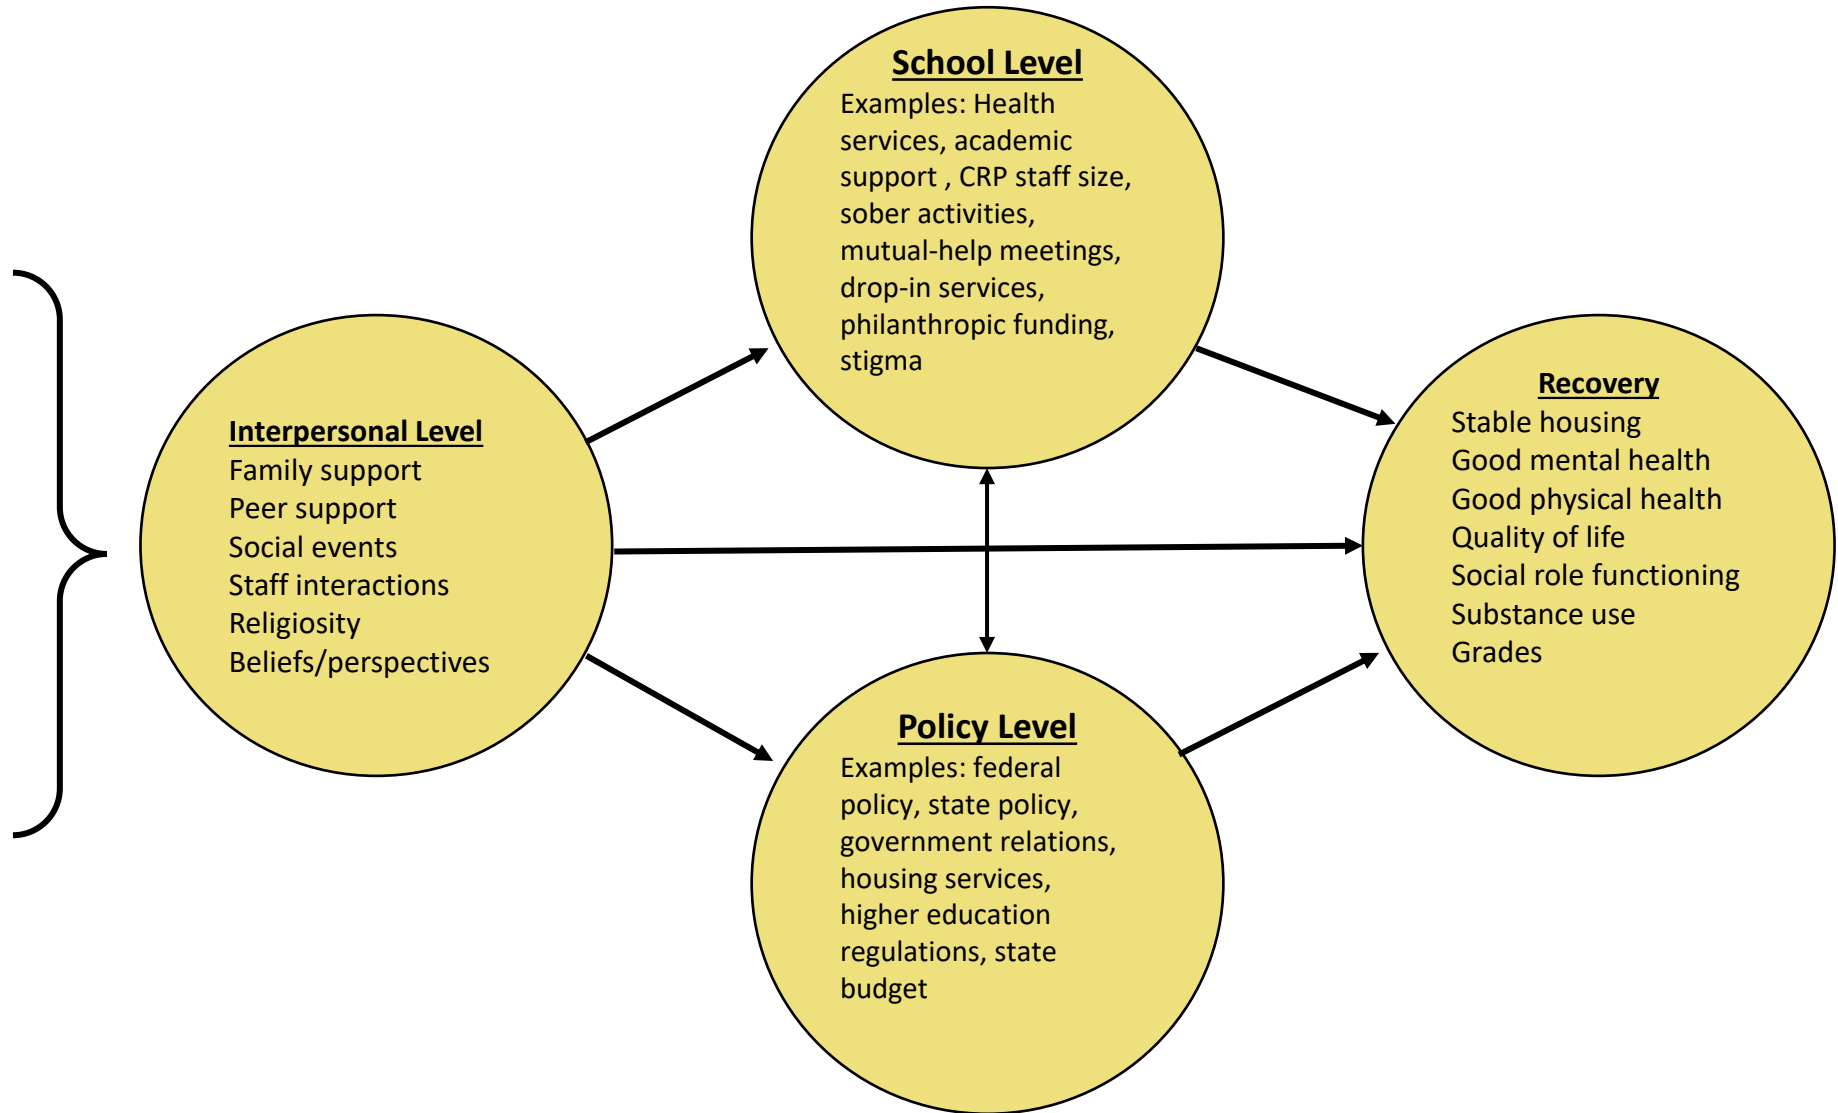 School Level
Examples: Health
services, academic
support , CRP staff size,
sober activities,
mutual-help meetings,
drop-in services,
philanthropic funding,
stigma
Interpersonal Level
Family support
Peer support
Social events
Staff interactions
Religiosity
Beliefs/perspectives
Recovery
Stable housing
Good mental health
Good physical health
Quality of life
Social role functioning
Substance use
Grades
Policy Level
Examples: federal
policy, state policy,
government relations,
housing services,
higher education
regulations, state
budget